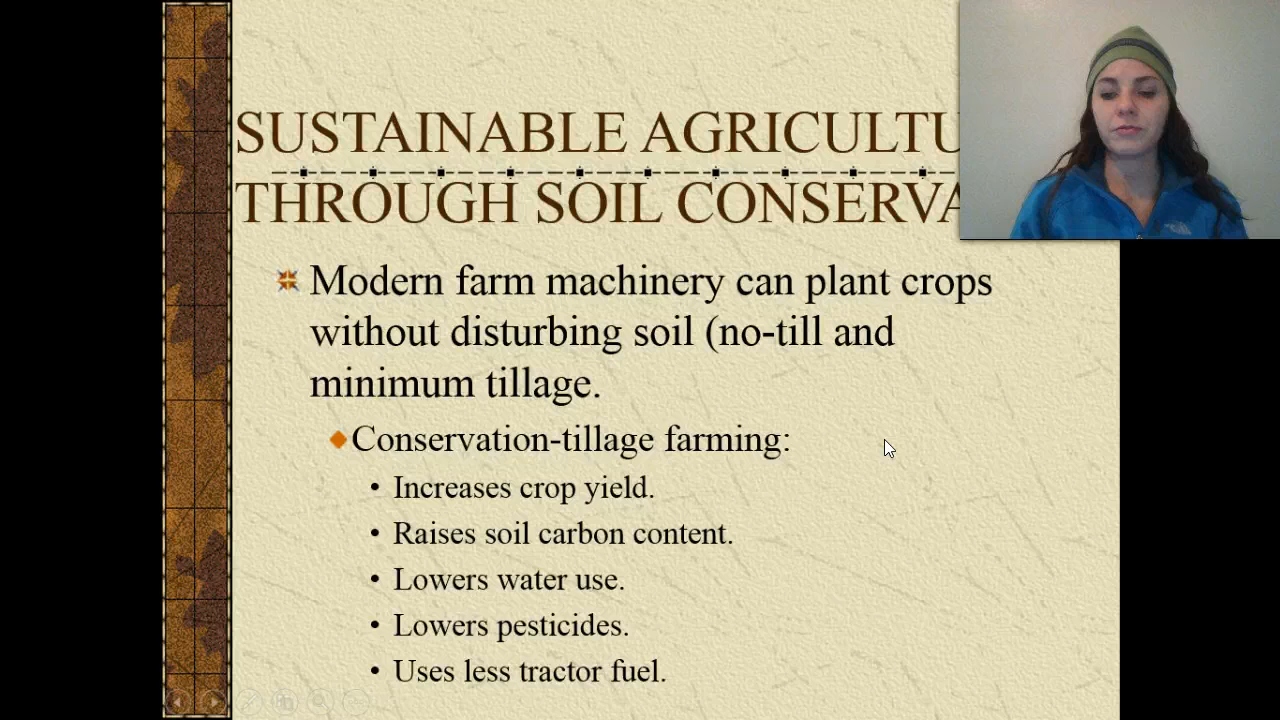 SUSTAINABLE AGRICULTU
THROUGH SOIL CONSERVA
Modern farm machinery can plant crops
without disturbing soil (no-till and
minimum tillage.
Conservation-tillage farming:
• Increases crop yield.
• Raises soil carbon content.
• Lowers water use.
• Lowers pesticides.
• Uses less tractor fuel.